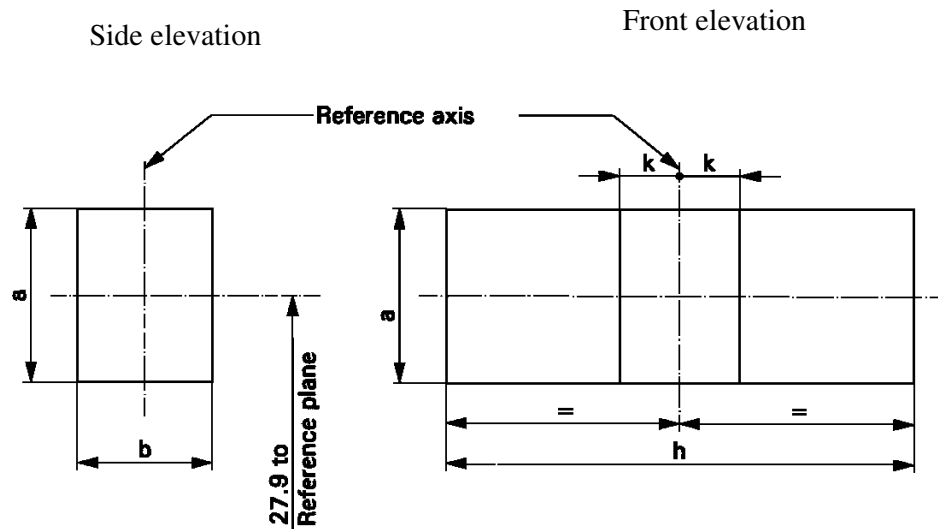 Side elevation
Front elevation
Reference axis
k
k
a
a
=
=
b
h
27.9 to
Reference plane